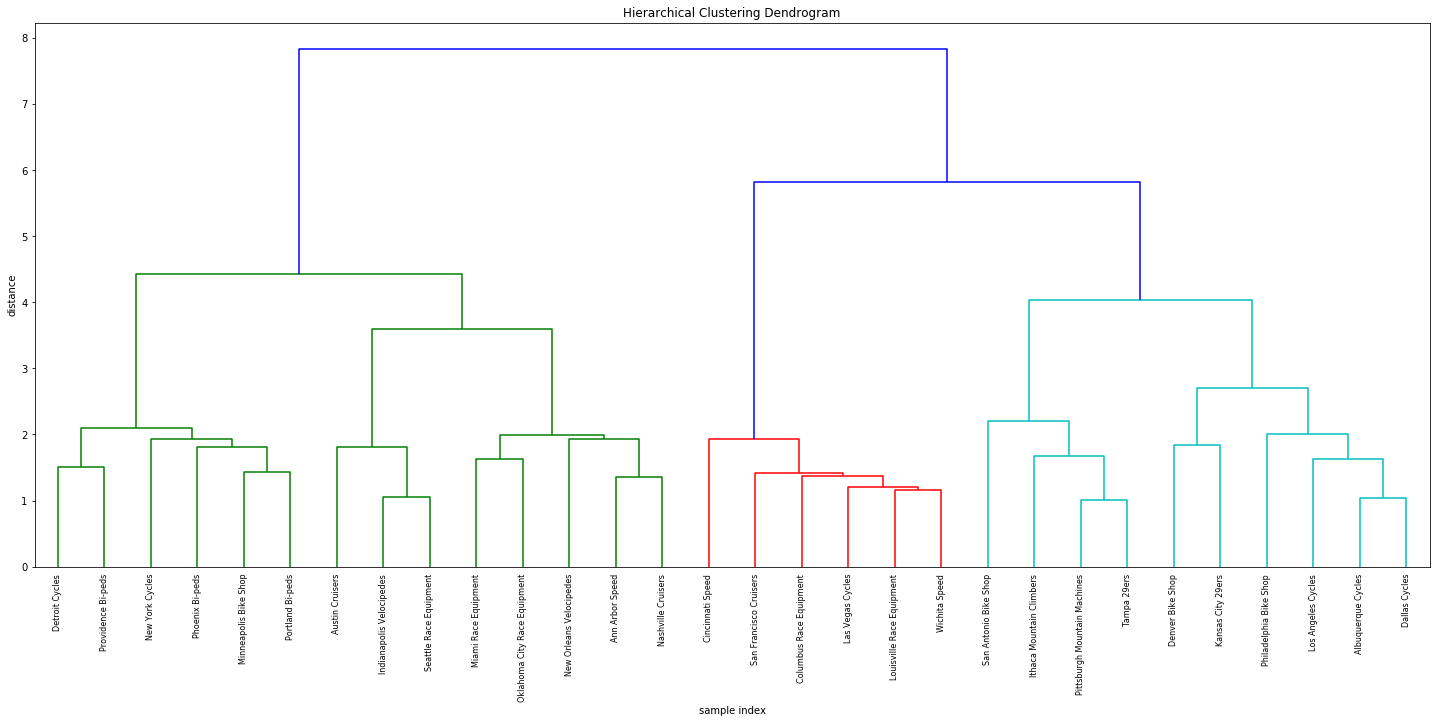 Hierarchical Clustering Dendrogram
8
7
6
5
4
3
2
1
0
distance
Detroit Cycles
Providence Bi-peds
New York Cycles
Phoenix Bi-peds
Minneapolis Bike Shop
Portland Bi-peds
Austin Cruisers
Indianapolis Velocipedes
Seattle Race Equipment
Miami Race Equipment
Oklahoma City Race Equipment
New Orleans Velocipedes
Ann Arbor Speed
Nashville Cruisers
Cincinnati Speed
San Francisco Cruisers
Columbus Race Equipment
Las Vegas Cycles
Louisville Race Equipment
Wichita Speed
San Antonio Bike Shop
Ithaca Mountain Climbers
Pittsburgh Mountain Machines
Tampa 29ers
Denver Bike Shop
Kansas City 29ers
Philadelphia Bike Shop
Los Angeles Cycles
Albuquerque Cycles
Dallas Cycles
sample index